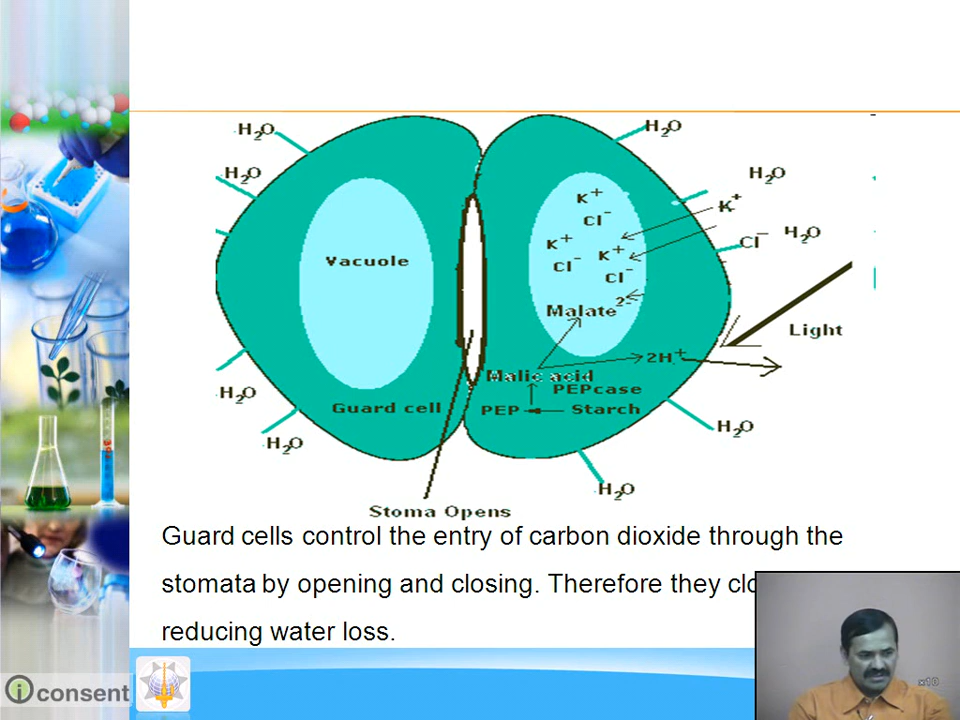 H₂O
H₂O
H₂O
H₂O
K⁺
Cl⁻
K⁺
Cl⁻
H₂O
K⁺
Cl⁻
K⁺
Cl⁻
Vacuole
Malate²⁻
Light
2H⁺
Malic acid
PEPcase
H₂O
Guard cell
PEP
Starch
H₂O
H₂O
H₂O
Stoma Opens
Guard cells control the entry of carbon dioxide through the
stomata by opening and closing. Therefore they
reducing water loss.
i consent
x10